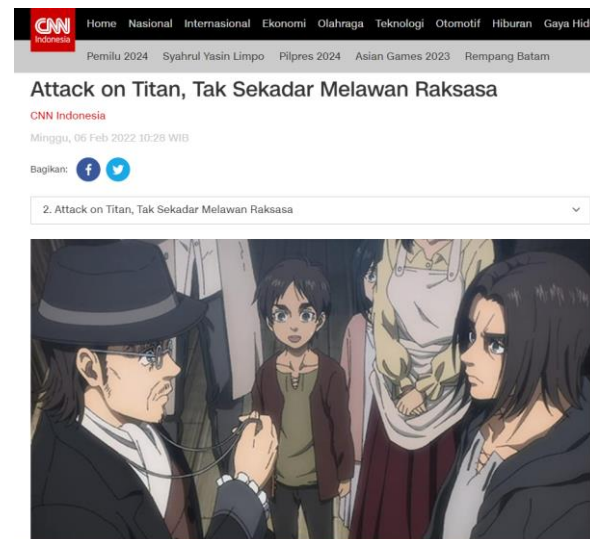 CNN
Indonesia
Home Nasional Internasional Ekonomi Olahraga Teknologi Otomotif Hiburan Gaya Hid
Pemilu 2024 Syahrul Yasin Limpo Pilpres 2024 Asian Games 2023 Rempang Batam
Attack on Titan, Tak Sekadar Melawan Raksasa
CNN Indonesia
Minggu, 06 Feb 2022 10:28 WIB
Bagikan:
2. Attack on Titan, Tak Sekadar Melawan Raksasa